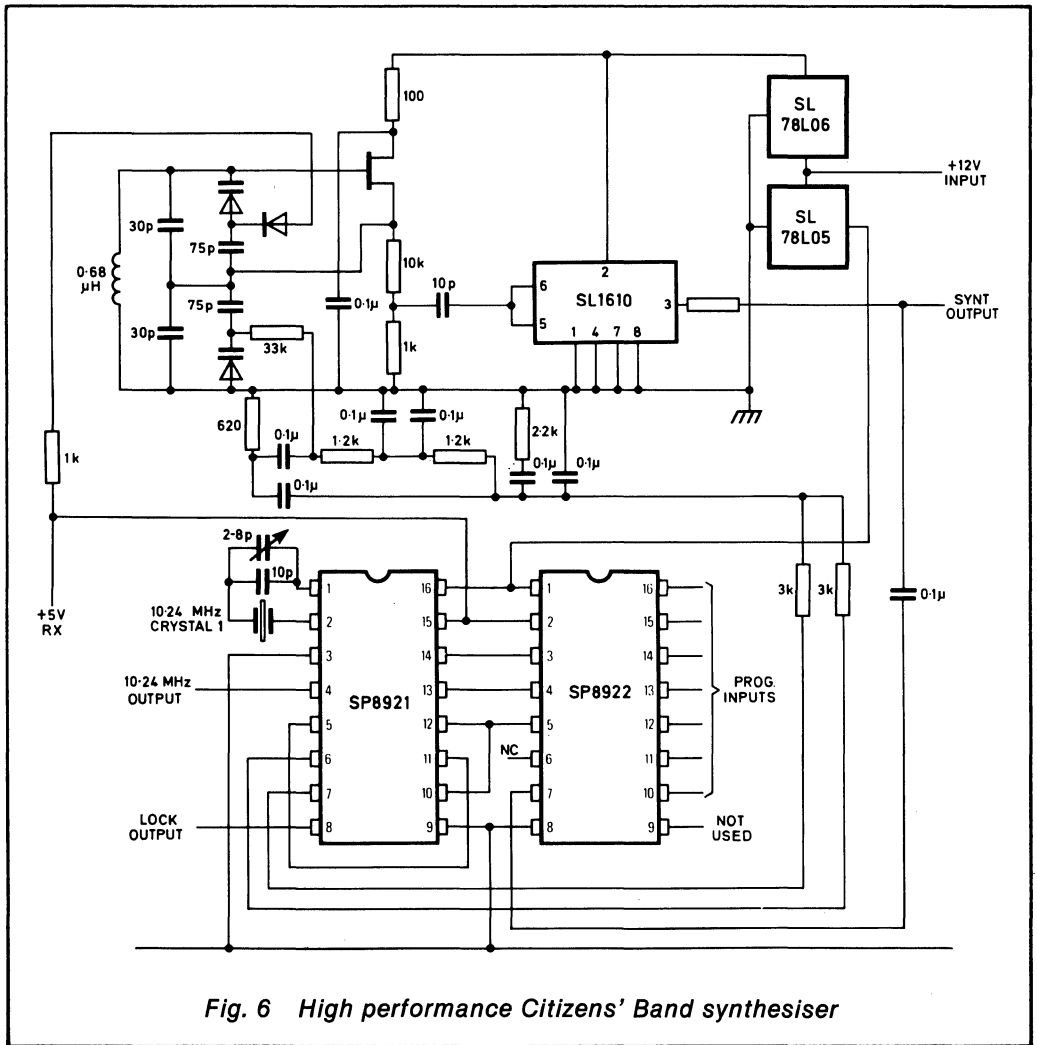 100
SL
78L06
+12V
INPUT
SL
78L05
30p
75p
0·68
µH
75p
30p
33k
0·1µ
10k
1k
10p
6
5
2
SL1610
3
1 4 7 8
SYNT
OUTPUT
620
0·1µ
0·1µ
1·2k
0·1µ
0·1µ
1·2k
2·2k
0·1µ
0·1µ
1k
+5V
RX
2-8p
10p
10·24 MHz
CRYSTAL 1
10·24 MHz
OUTPUT
LOCK
OUTPUT
SP8921
1
2
3
4
5
6
7
8
16
15
14
13
12
11
10
9
NC
SP8922
1
2
3
4
5
6
7
8
16
15
14
13
12
11
10
9
PROG.
INPUTS
NOT
USED
3k
3k
0·1µ
Fig. 6 High performance Citizens' Band synthesiser